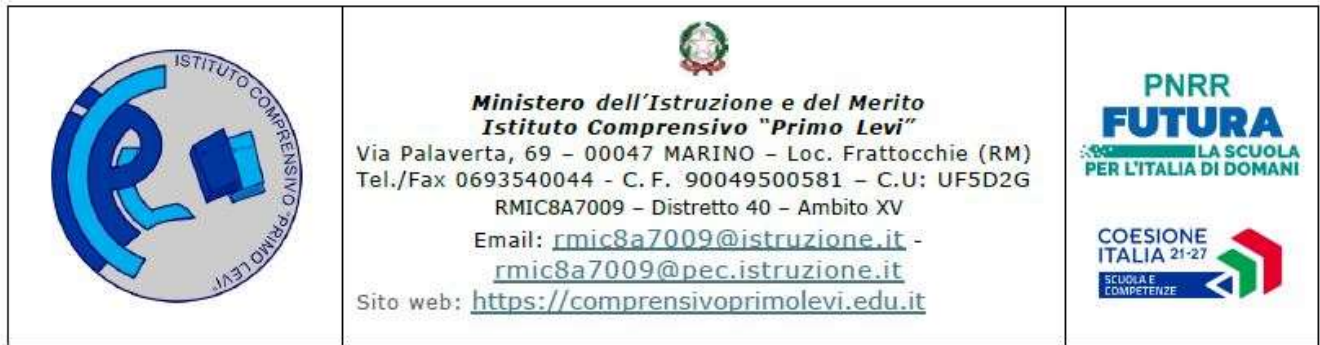 ISTITUTO COMPRENSIVO "PRIMO LEVI"
Ministero dell'Istruzione e del Merito
Istituto Comprensivo "Primo Levi"
Via Palaverta, 69 – 00047 MARINO – Loc. Frattocchie (RM)
Tel./Fax 0693540044 - C. F. 90049500581 – C.U: UF5D2G
RMIC8A7009 – Distretto 40 – Ambito XV
Email: rmic8a7009@istruzione.it -
rmic8a7009@pec.istruzione.it
Sito web: https://comprensivoprimolevi.edu.it
PNRR
FUTURA
LA SCUOLA
PER L'ITALIA DI DOMANI
COESIONE
ITALIA 21-27
SCUOLA E
COMPETENZE